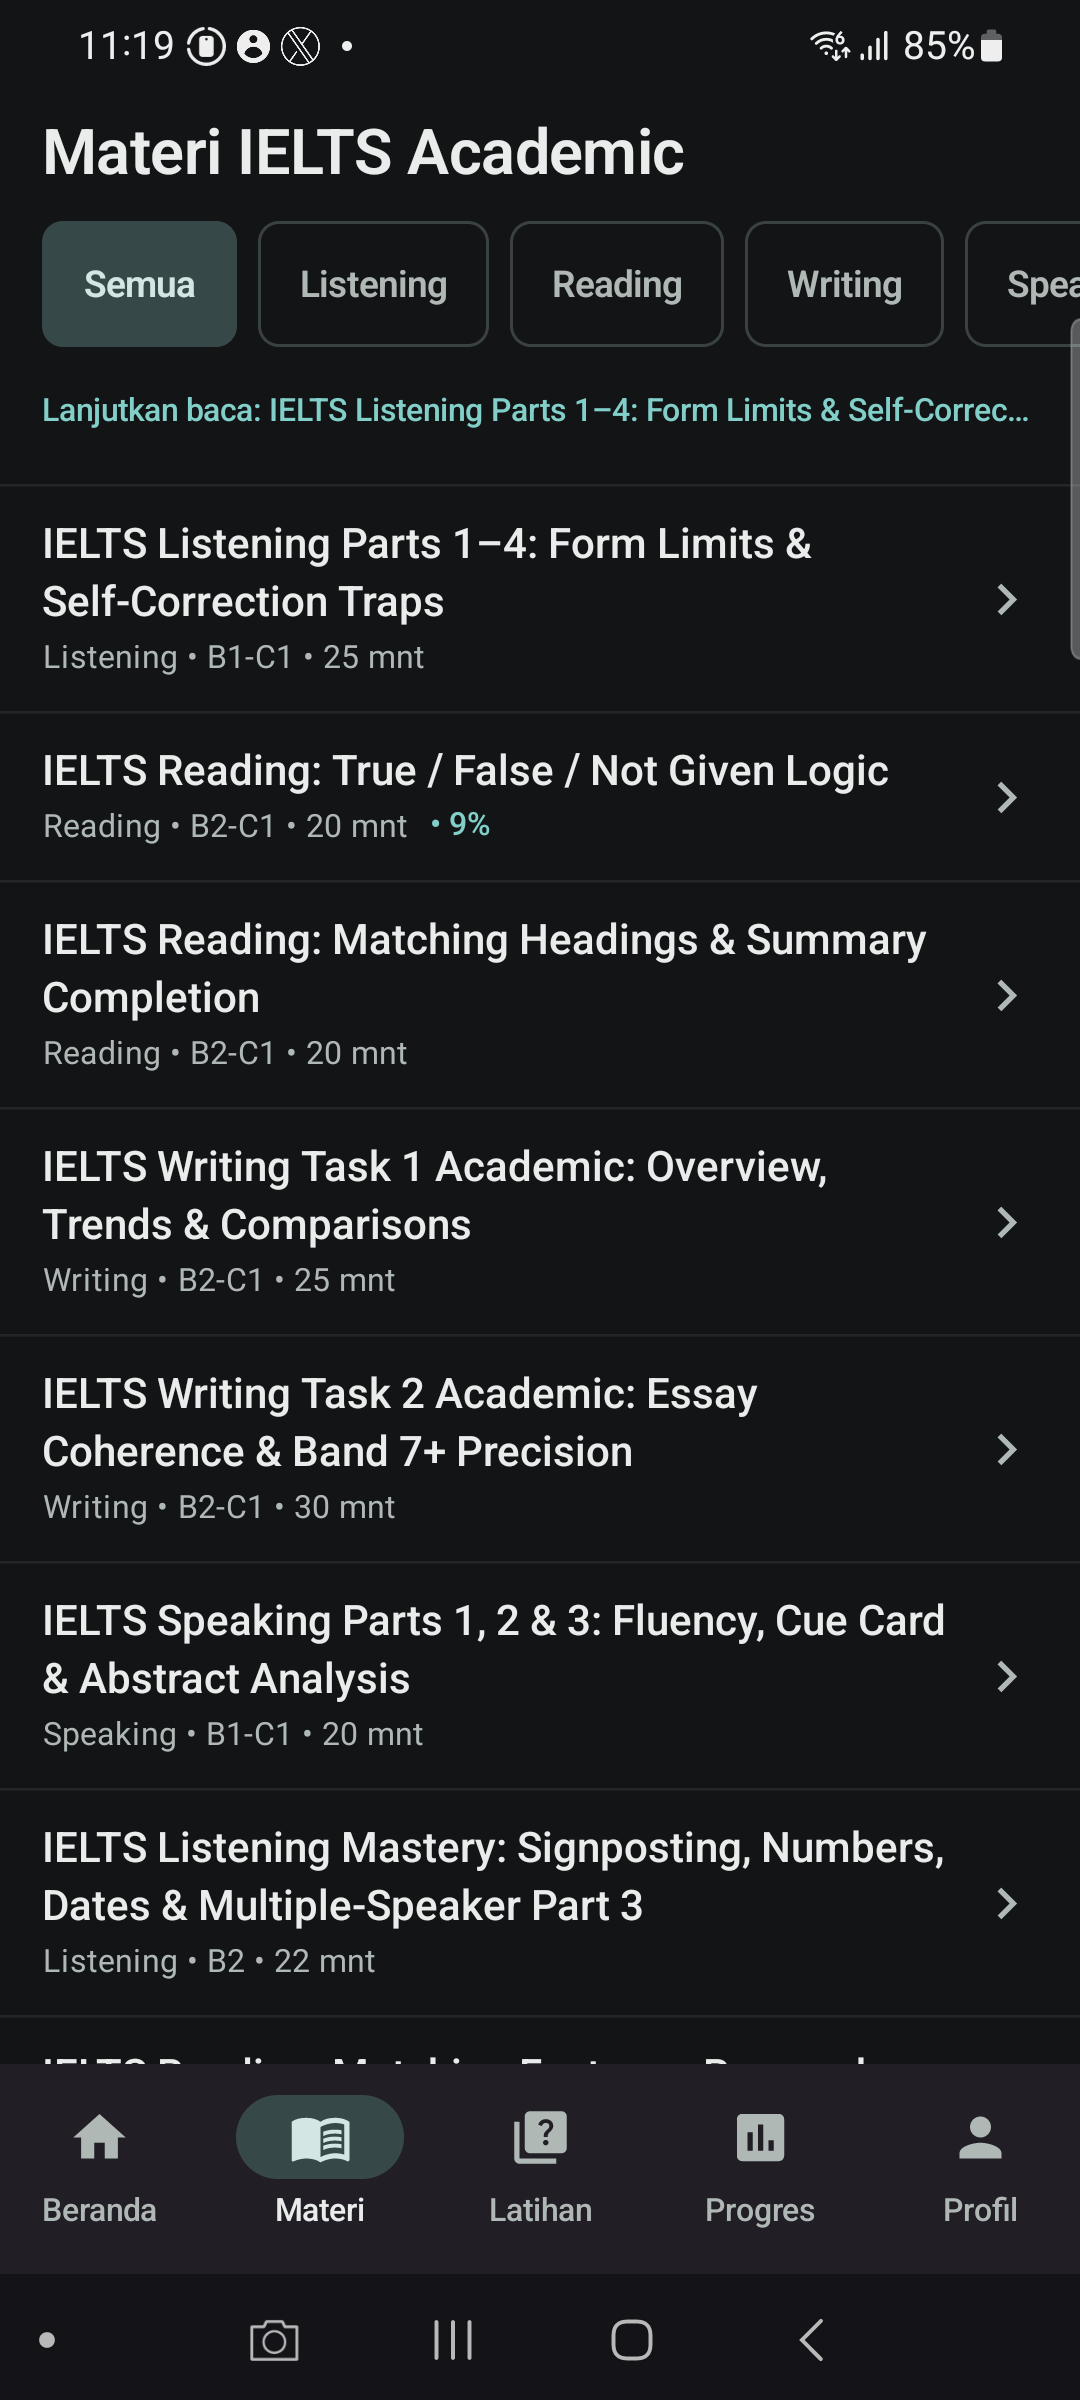 11:19
85%
Materi IELTS Academic
Semua
Listening
Reading
Writing
Spea
Lanjutkan baca: IELTS Listening Parts 1–4: Form Limits & Self-Correc...
IELTS Listening Parts 1–4: Form Limits &
Self-Correction Traps
Listening • B1-C1 • 25 mnt
IELTS Reading: True / False / Not Given Logic
Reading • B2-C1 • 20 mnt • 9%
IELTS Reading: Matching Headings & Summary
Completion
Reading • B2-C1 • 20 mnt
IELTS Writing Task 1 Academic: Overview,
Trends & Comparisons
Writing • B2-C1 • 25 mnt
IELTS Writing Task 2 Academic: Essay
Coherence & Band 7+ Precision
Writing • B2-C1 • 30 mnt
IELTS Speaking Parts 1, 2 & 3: Fluency, Cue Card
& Abstract Analysis
Speaking • B1-C1 • 20 mnt
IELTS Listening Mastery: Signposting, Numbers,
Dates & Multiple-Speaker Part 3
Listening • B2 • 22 mnt
Beranda
Materi
Latihan
Progres
Profil